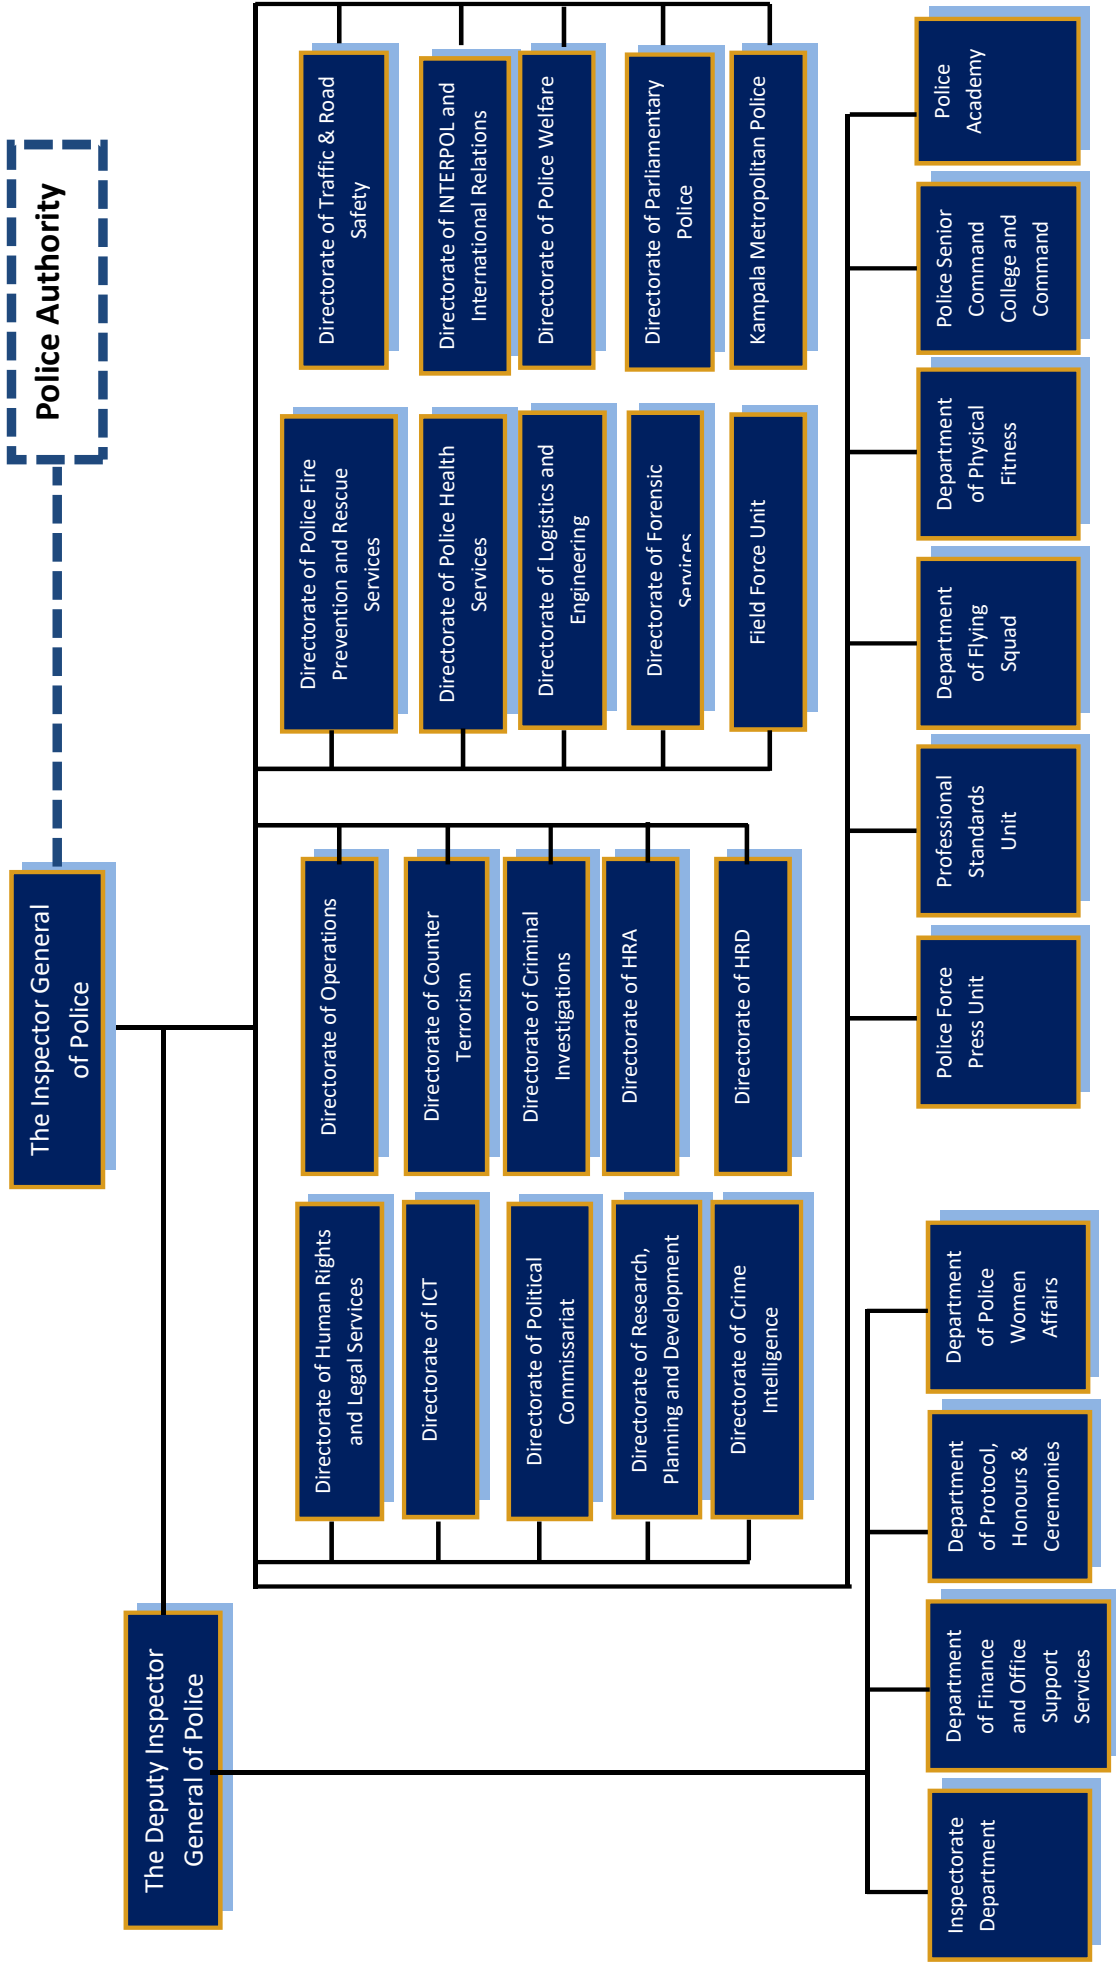 Police Authority
The Inspector General
of Police
The Deputy Inspector
General of Police
Directorate of Human Rights
and Legal Services
Directorate of ICT
Directorate of Political
Commissariat
Directorate of Research,
Planning and Development
Directorate of Crime
Intelligence
Directorate of Operations
Directorate of Counter
Terrorism
Directorate of Criminal
Investigations
Directorate of HRA
Directorate of HRD
Directorate of Police Fire
Prevention and Rescue
Services
Directorate of Police Health
Services
Directorate of Logistics and
Engineering
Directorate of Forensic
Services
Field Force Unit
Directorate of Traffic & Road
Safety
Directorate of INTERPOL and
International Relations
Directorate of Police Welfare
Directorate of Parliamentary
Police
Kampala Metropolitan Police
Inspectorate
Department
Department
of Finance
and Office
Support
Services
Department
of Protocol,
Honours &
Ceremonies
Department
of Police
Women
Affairs
Police Force
Press Unit
Professional
Standards
Unit
Department
of Flying
Squad
Department
of Physical
Fitness
Police Senior
Command
College and
Command
Police
Academy